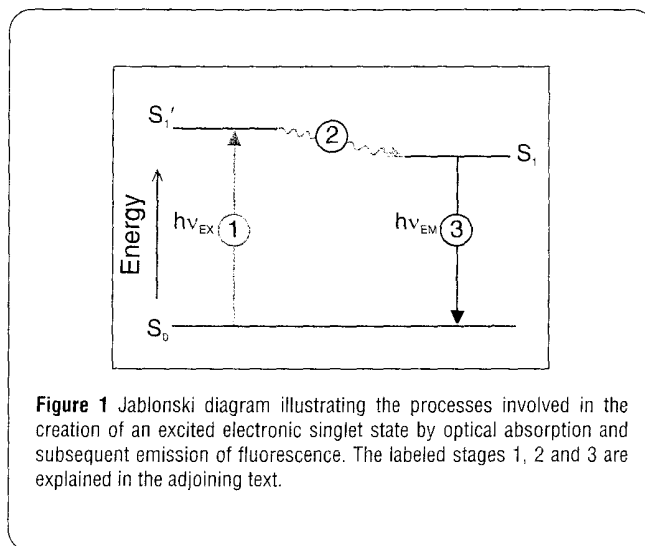 S₁′
2
S₁
Energy
hν_EX
1
hν_EM
3
S₀
Figure 1 Jablonski diagram illustrating the processes involved in the
creation of an excited electronic singlet state by optical absorption and
subsequent emission of fluorescence. The labeled stages 1, 2 and 3 are
explained in the adjoining text.